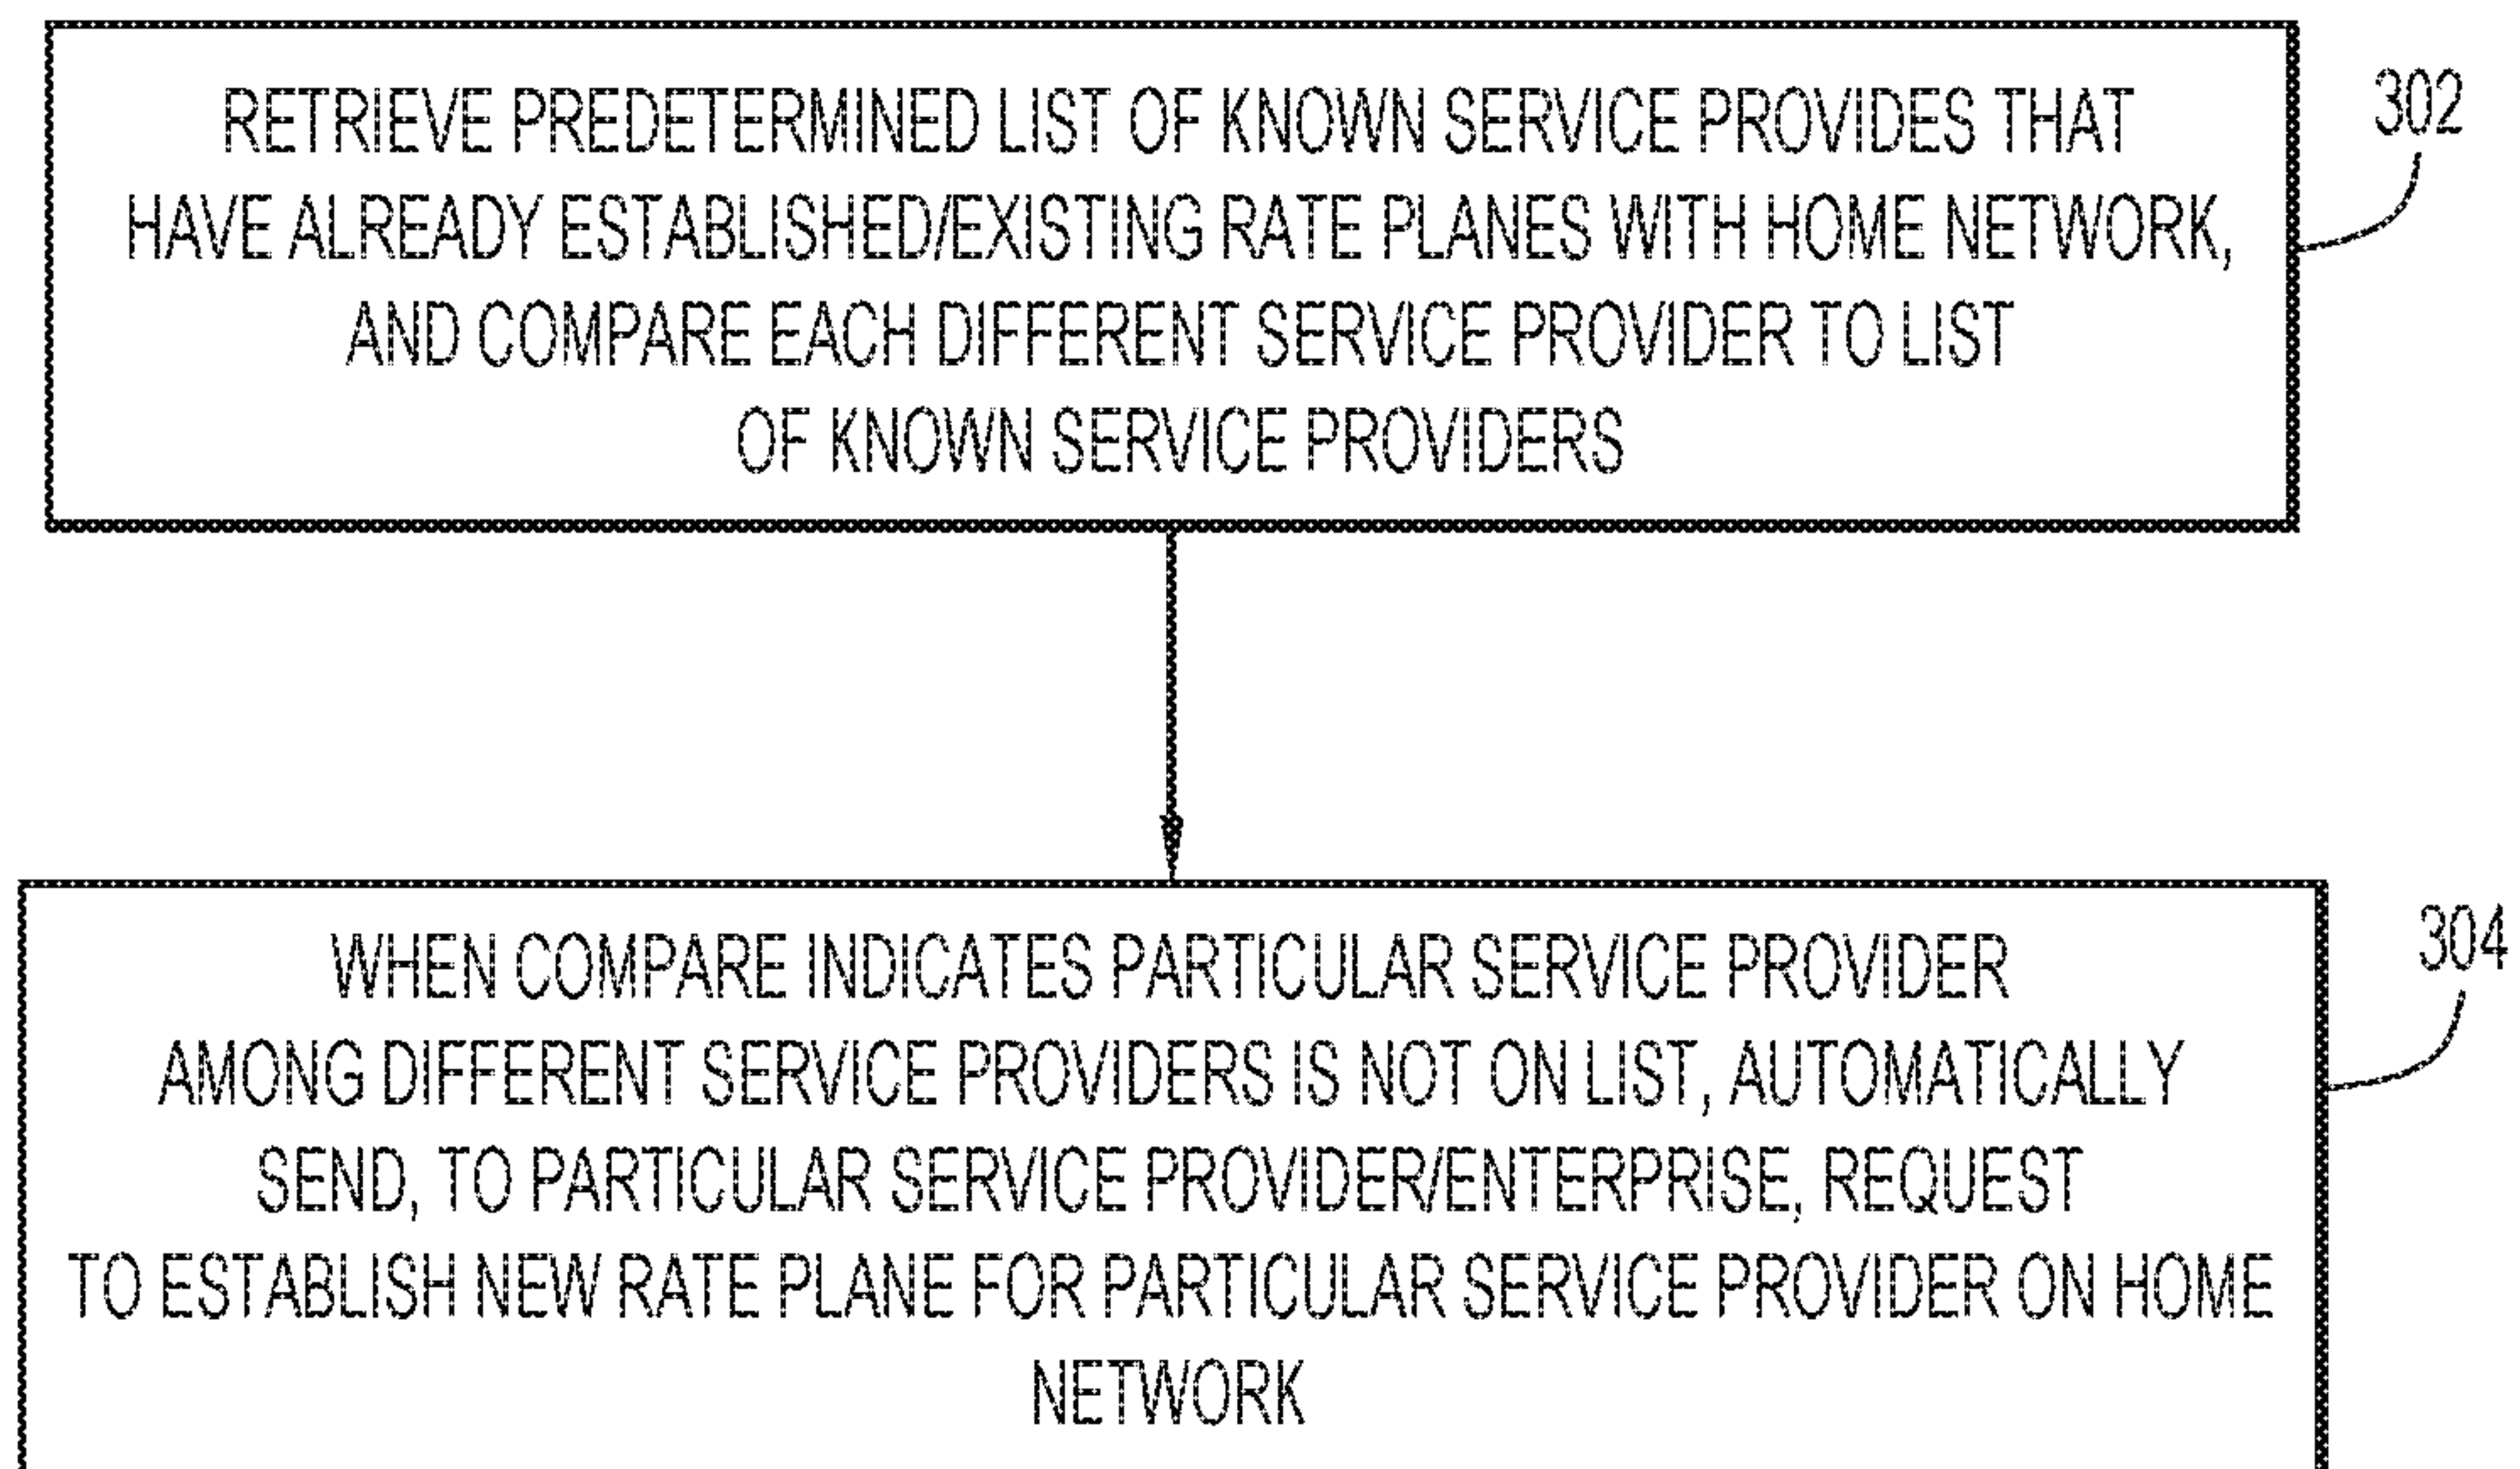 RETRIEVE PREDETERMINED LIST OF KNOWN SERVICE PROVIDES THAT
HAVE ALREADY ESTABLISHED/EXISTING RATE PLANES WITH HOME NETWORK,
AND COMPARE EACH DIFFERENT SERVICE PROVIDER TO LIST
OF KNOWN SERVICE PROVIDERS
302
WHEN COMPARE INDICATES PARTICULAR SERVICE PROVIDER
AMONG DIFFERENT SERVICE PROVIDERS IS NOT ON LIST, AUTOMATICALLY
SEND, TO PARTICULAR SERVICE PROVIDER/ENTERPRISE, REQUEST
TO ESTABLISH NEW RATE PLANE FOR PARTICULAR SERVICE PROVIDER ON HOME
NETWORK
304